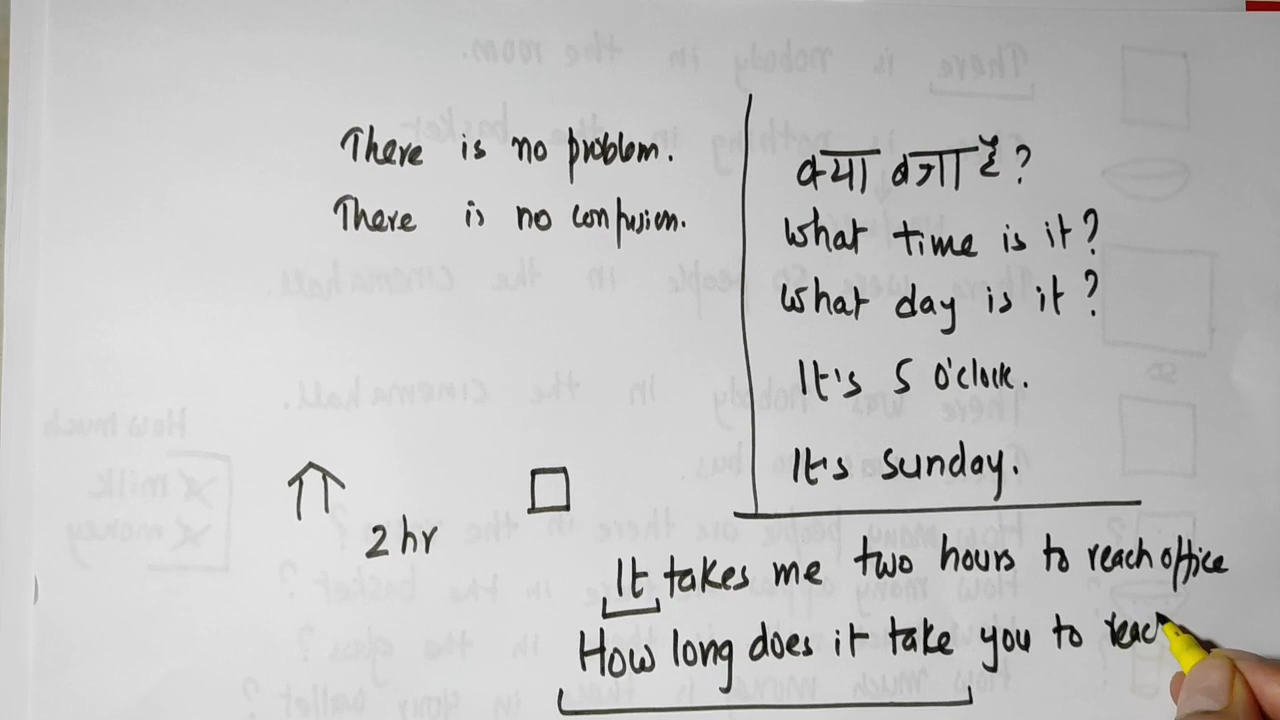 There is no problem.
There is no confusion.
क्या बजा है?
What time is it?
What day is it?
It's 5 o'clock.
It's Sunday.
2 hr
It takes me two hours to reach office
How long does it take you to reac